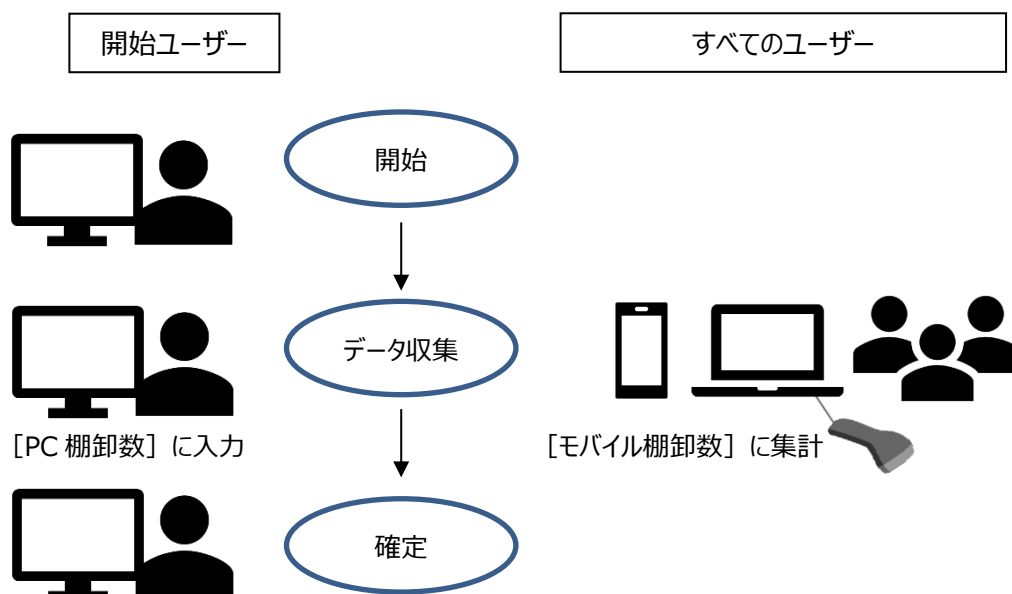 開始ユーザー
すべてのユーザー
開始
データ収集
［PC 棚卸数］に入力
［モバイル棚卸数］に集計
確定